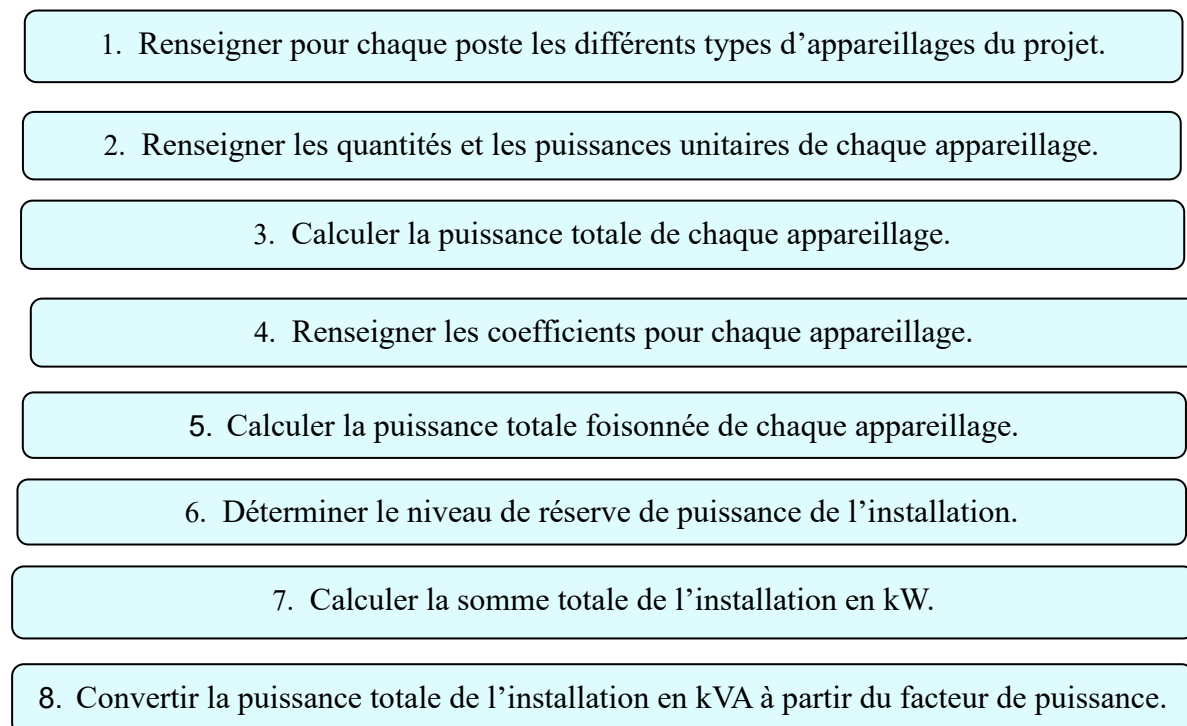 1. Renseigner pour chaque poste les différents types d’appareillages du projet.
2. Renseigner les quantités et les puissances unitaires de chaque appareillage.
3. Calculer la puissance totale de chaque appareillage.
4. Renseigner les coefficients pour chaque appareillage.
5. Calculer la puissance totale foisonnée de chaque appareillage.
6. Déterminer le niveau de réserve de puissance de l’installation.
7. Calculer la somme totale de l’installation en kW.
8. Convertir la puissance totale de l’installation en kVA à partir du facteur de puissance.